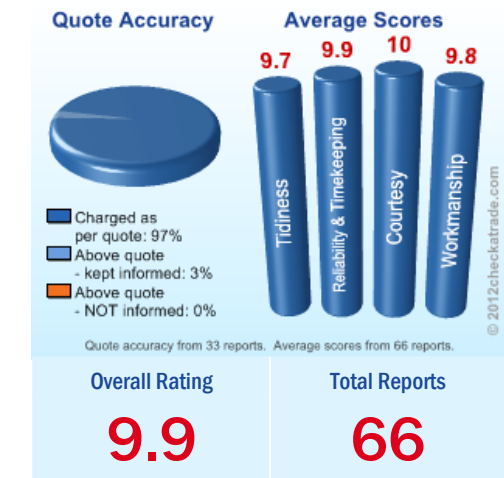 Quote Accuracy
Average Scores
9.7
9.9
10
9.8
Tidiness
Reliability & Timekeeping
Courtesy
Workmanship
Charged as
per quote: 97%
Above quote
- kept informed: 3%
Above quote
- NOT informed: 0%
© 2012checkatrade.com
Quote accuracy from 33 reports. Average scores from 66 reports.
Overall Rating
9.9
Total Reports
66